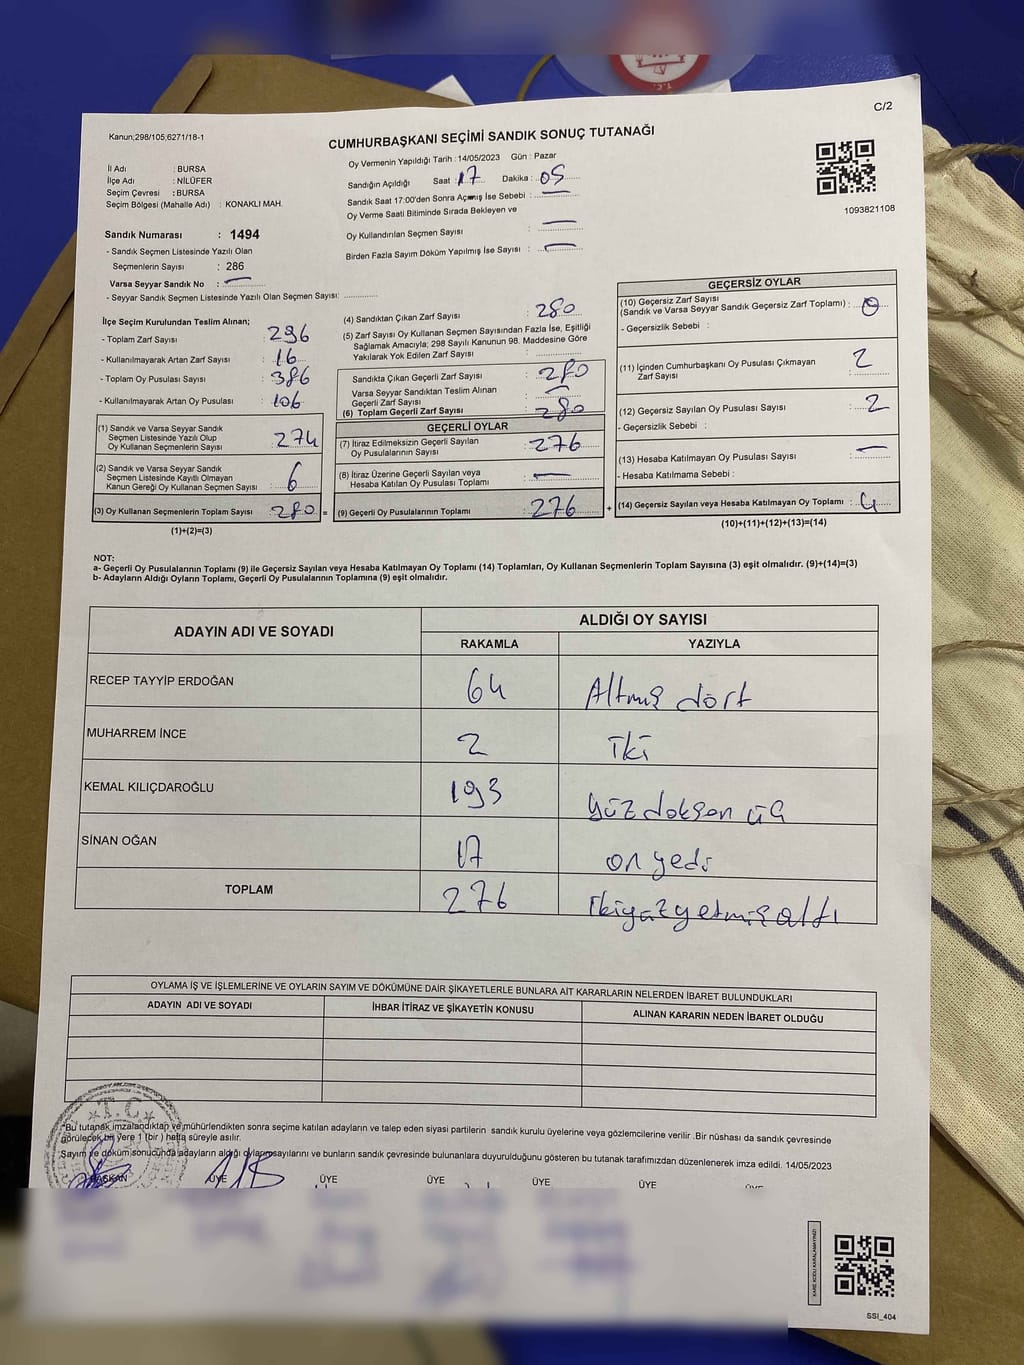 C/2
Kanun;298/105;6271/18-1
CUMHURBAŞKANI SEÇİMİ SANDIK SONUÇ TUTANAĞI
İl Adı : BURSA
İlçe Adı : NİLÜFER
Seçim Çevresi : BURSA
Seçim Bölgesi (Mahalle Adı) : KONAKLI MAH.
Sandık Numarası : 1494
- Sandık Seçmen Listesinde Yazılı Olan
Seçmenlerin Sayısı : 286
Varsa Seyyar Sandık No : —
- Seyyar Sandık Seçmen Listesinde Yazılı Olan Seçmen Sayısı: ............
Oy Vermenin Yapıldığı Tarih : 14/05/2023 Gün : Pazar
Sandığın Açıldığı Saat : 17 Dakika : 05
Sandık Saat 17:00'den Sonra Açmış İse Sebebi : —
Oy Verme Saati Bitiminde Sırada Bekleyen ve
Oy Kullandırılan Seçmen Sayısı : —
Birden Fazla Sayım Döküm Yapılmış İse Sayısı : —
1093821108
İlçe Seçim Kurulundan Teslim Alınan;
- Toplam Zarf Sayısı : 296
- Kullanılmayarak Artan Zarf Sayısı : 16
- Toplam Oy Pusulası Sayısı : 386
- Kullanılmayarak Artan Oy Pusulası : 106
(1) Sandık ve Varsa Seyyar Sandık
Seçmen Listesinde Yazılı Olup
Oy Kullanan Seçmenlerin Sayısı : 274
(2) Sandık ve Varsa Seyyar Sandık
Seçmen Listesinde Kayıtlı Olmayan
Kanun Gereği Oy Kullanan Seçmen Sayısı : 6
(3) Oy Kullanan Seçmenlerin Toplam Sayısı : 280 =
(1)+(2)=(3)
(4) Sandıktan Çıkan Zarf Sayısı : 280
(5) Zarf Sayısı Oy Kullanan Seçmen Sayısından Fazla İse, Eşitliği
Sağlamak Amacıyla; 298 Sayılı Kanunun 98. Maddesine Göre
Yakılarak Yok Edilen Zarf Sayısı : ............
Sandıkta Çıkan Geçerli Zarf Sayısı : 280
Varsa Seyyar Sandıktan Teslim Alınan
Geçerli Zarf Sayısı : —
(6) Toplam Geçerli Zarf Sayısı : 280
GEÇERLİ OYLAR
(7) İtiraz Edilmeksizin Geçerli Sayılan
Oy Pusulalarının Sayısı : 276
(8) İtiraz Üzerine Geçerli Sayılan veya
Hesaba Katılan Oy Pusulası Toplamı : —
(9) Geçerli Oy Pusulalarının Toplamı : 276 +
GEÇERSİZ OYLAR
(10) Geçersiz Zarf Sayısı
(Sandık ve Varsa Seyyar Sandık Geçersiz Zarf Toplamı) : 0
- Geçersizlik Sebebi :
(11) İçinden Cumhurbaşkanı Oy Pusulası Çıkmayan
Zarf Sayısı : 2
(12) Geçersiz Sayılan Oy Pusulası Sayısı : 2
- Geçersizlik Sebebi :
(13) Hesaba Katılmayan Oy Pusulası Sayısı : —
- Hesaba Katılmama Sebebi :
(14) Geçersiz Sayılan veya Hesaba Katılmayan Oy Toplamı : 4
(10)+(11)+(12)+(13)=(14)
NOT:
a- Geçerli Oy Pusulalarının Toplamı (9) ile Geçersiz Sayılan veya Hesaba Katılmayan Oy Toplamı (14) Toplamları, Oy Kullanan Seçmenlerin Toplam Sayısına (3) eşit olmalıdır. (9)+(14)=(3)
b- Adayların Aldığı Oyların Toplamı, Geçerli Oy Pusulalarının Toplamına (9) eşit olmalıdır.
ADAYIN ADI VE SOYADI
ALDIĞI OY SAYISI
RAKAMLA YAZIYLA
RECEP TAYYİP ERDOĞAN 64 Altmış dört
MUHARREM İNCE 2 iki
KEMAL KILIÇDAROĞLU 193 Yüz doksan üç
SİNAN OĞAN 17 on yedi
TOPLAM 276 ikiyüzyetmiş altı
OYLAMA İŞ VE İŞLEMLERİNE VE OYLARIN SAYIM VE DÖKÜMÜNE DAİR ŞİKAYETLERLE BUNLARA AİT KARARLARIN NELERDEN İBARET BULUNDUKLARI
ADAYIN ADI VE SOYADI İHBAR İTİRAZ VE ŞİKAYETİN KONUSU ALINAN KARARIN NEDEN İBARET OLDUĞU
T.C.
*Bu tutanak imzalandıktan ve mühürlendikten sonra seçime katılan adayların ve talep eden siyasi partilerin sandık kurulu üyelerine veya gözlemcilerine verilir .Bir nüshası da sandık çevresinde
görülecek bir yere 1 (bir ) hafta süreyle asılır.
*Sayım ve döküm sonucunda adayların aldığı oylar sayılarını ve bunların sandık çevresinde bulunanlara duyurulduğunu gösteren bu tutanak tarafımızdan düzenlenerek imza edildi. 14/05/2023
BAŞKAN ÜYE ÜYE ÜYE ÜYE ÜYE
KARE KODU KARALAMAYINIZ!
SSI_404